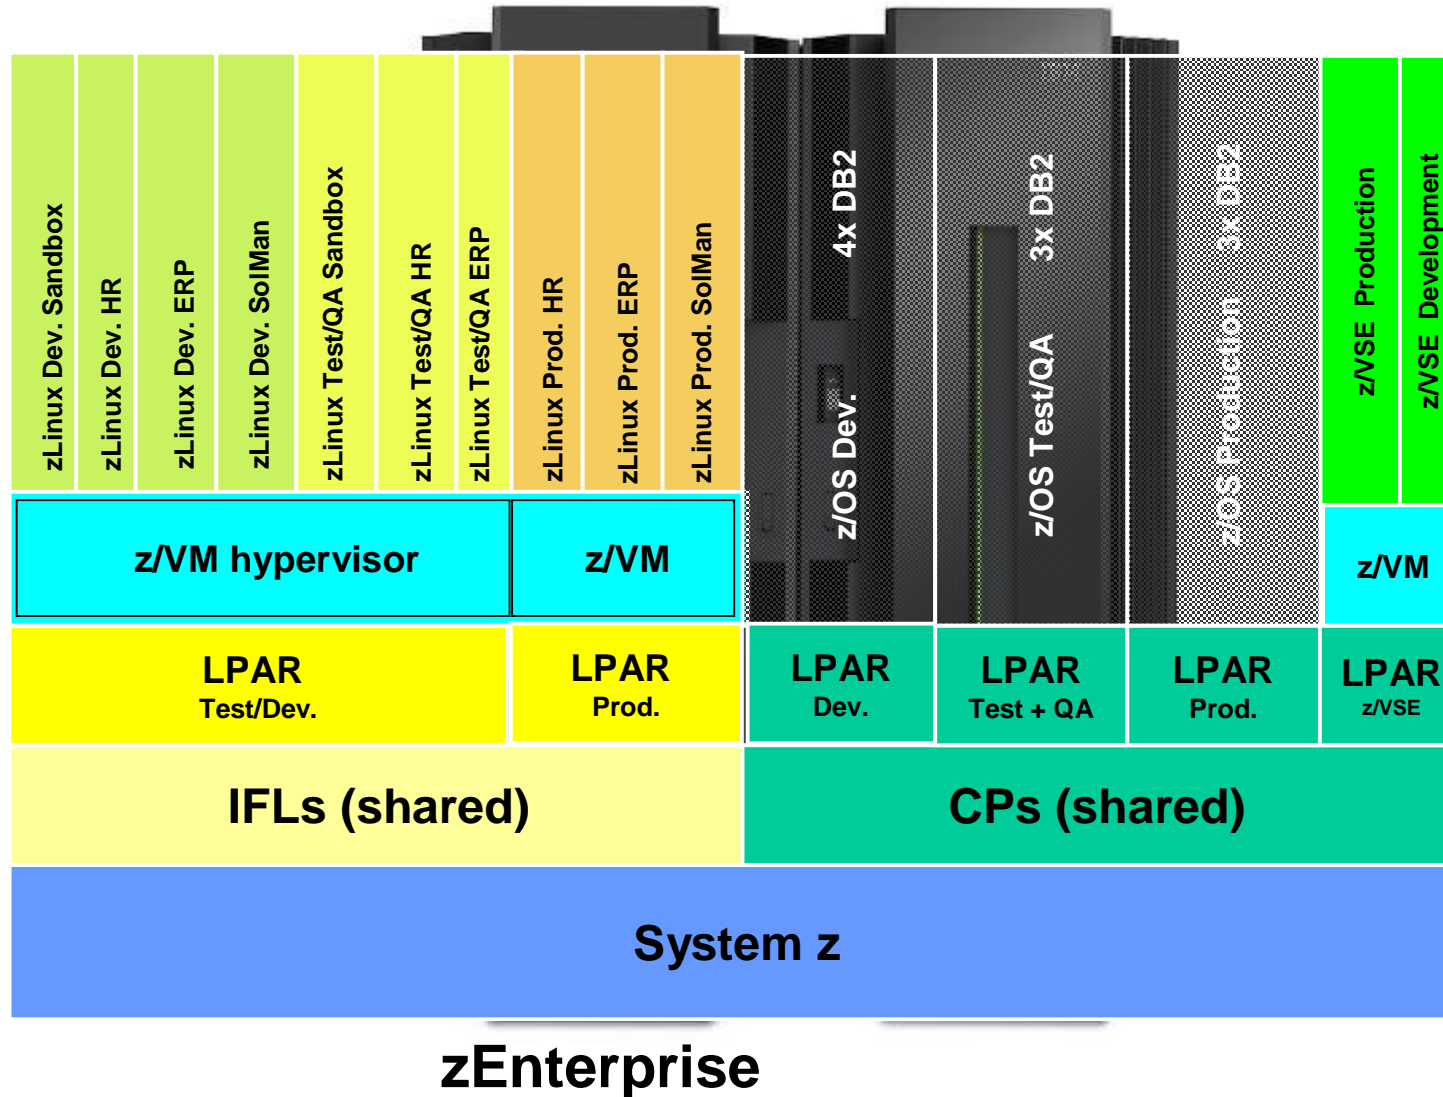 zLinux Dev. Sandbox
zLinux Dev. HR
zLinux Dev. ERP
zLinux Dev. SolMan
zLinux Test/QA Sandbox
zLinux Test/QA HR
zLinux Test/QA ERP
zLinux Prod. HR
zLinux Prod. ERP
zLinux Prod. SolMan
z/OS Dev. 4x DB2
z/OS Test/QA 3x DB2
z/OS Production 3x DB2
z/VSE Production
z/VSE Development
z/VM hypervisor
z/VM
z/VM
LPAR
Test/Dev.
LPAR
Prod.
LPAR
Dev.
LPAR
Test + QA
LPAR
Prod.
LPAR
z/VSE
IFLs (shared)
CPs (shared)
System z
zEnterprise